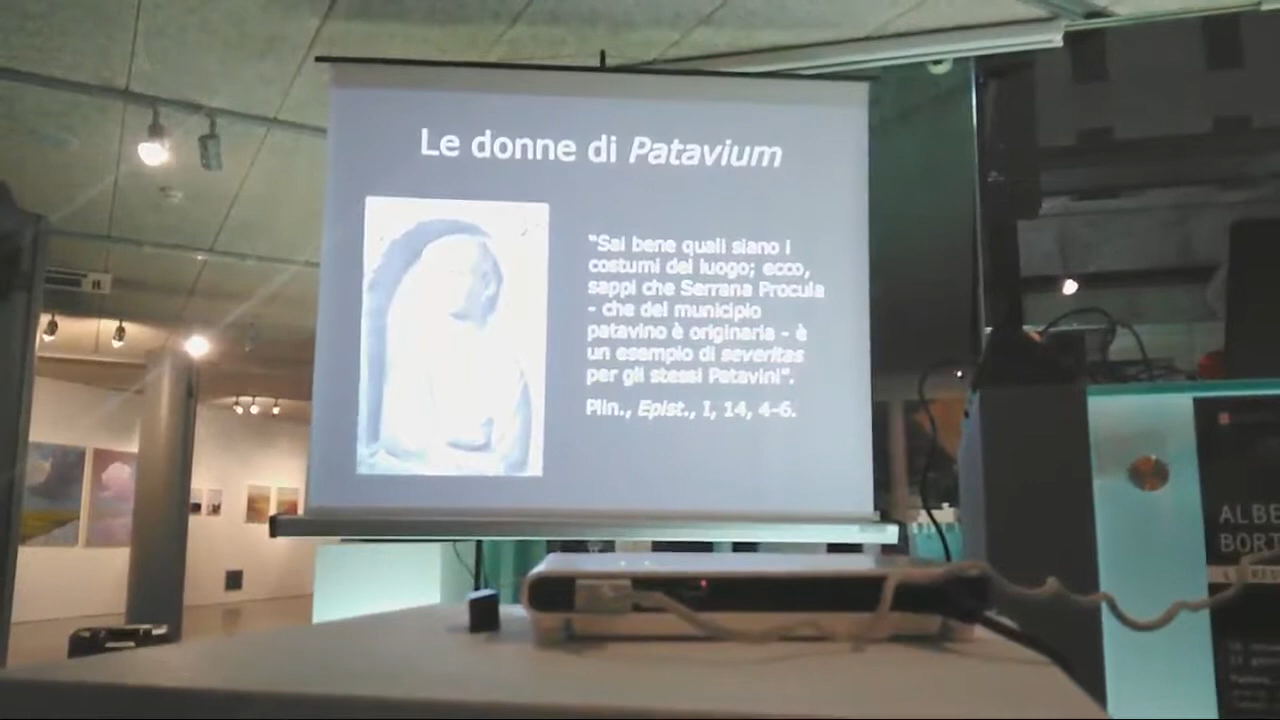 Le donne di Patavium
“Sai bene quali siano i
costumi del luogo; ecco,
sappi che Serrana Procula
- che del municipio
patavino è originaria - è
un esempio di severitas
per gli stessi Patavini”.
Plin., Epist., I, 14, 4-6.
ALBE
BORT